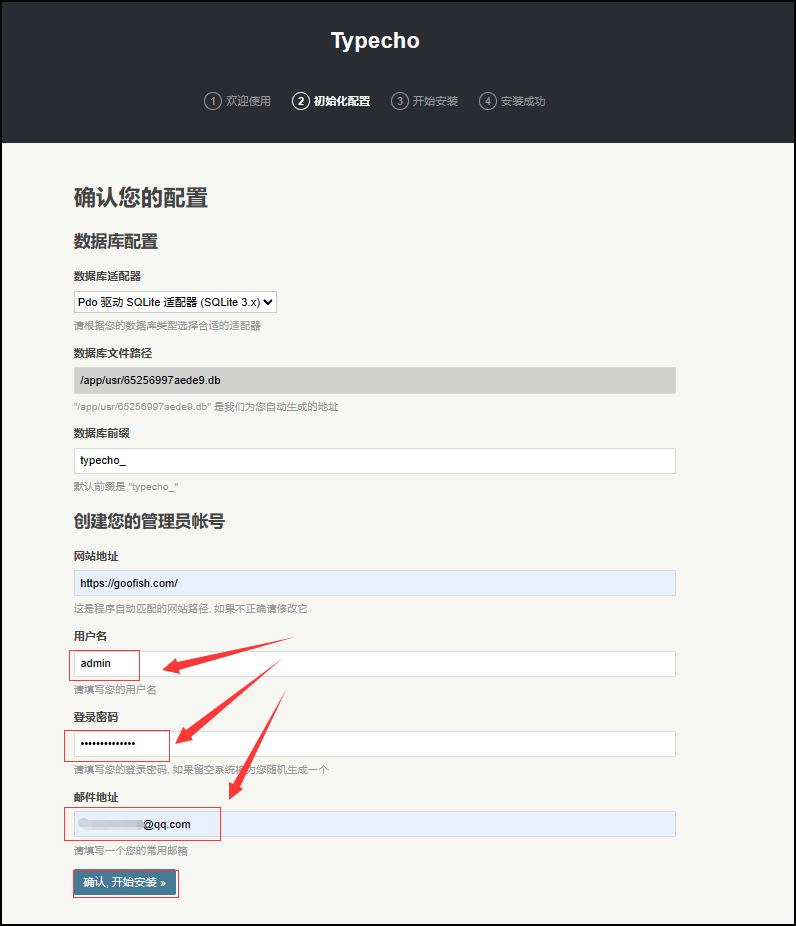 Typecho
1 欢迎使用 2 初始化配置 3 开始安装 4 安装成功
确认您的配置
数据库配置
数据库适配器
Pdo 驱动 SQLite 适配器 (SQLite 3.x)
请根据您的数据库类型选择合适的适配器
数据库文件路径
/app/usr/65256997aede9.db
"/app/usr/65256997aede9.db" 是我们为您自动生成的地址
数据库前缀
typecho_
默认前缀是 "typecho_"
创建您的管理员帐号
网站地址
https://goofish.com/
这是程序自动匹配的网站路径, 如果不正确请修改它
用户名
admin
请填写您的用户名
登录密码
••••••••••••••
请填写您的登录密码, 如果留空系统将为您随机生成一个
邮件地址
@qq.com
请填写一个您的常用邮箱
确认, 开始安装 »